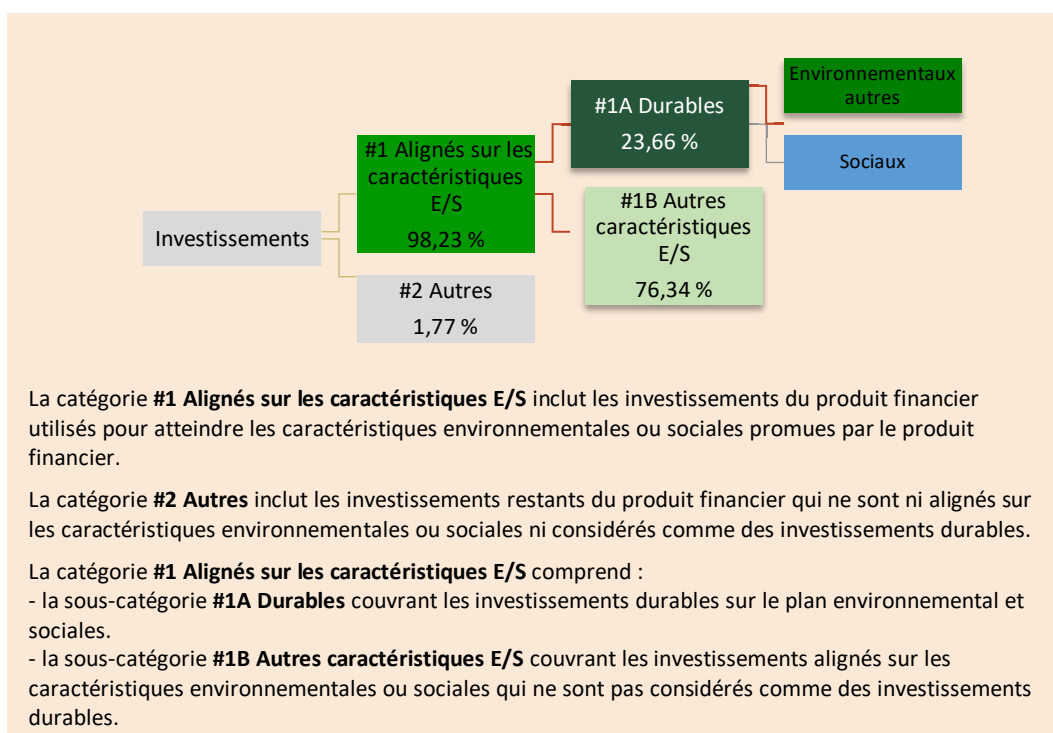 Investissements
#1 Alignés sur les
caractéristiques
E/S
98,23 %
#2 Autres
1,77 %
#1A Durables
23,66 %
#1B Autres
caractéristiques
E/S
76,34 %
Environnementaux
autres
Sociaux
La catégorie #1 Alignés sur les caractéristiques E/S inclut les investissements du produit financier
utilisés pour atteindre les caractéristiques environnementales ou sociales promues par le produit
financier.
La catégorie #2 Autres inclut les investissements restants du produit financier qui ne sont ni alignés sur
les caractéristiques environnementales ou sociales ni considérés comme des investissements durables.
La catégorie #1 Alignés sur les caractéristiques E/S comprend :
- la sous-catégorie #1A Durables couvrant les investissements durables sur le plan environnemental et
sociales.
- la sous-catégorie #1B Autres caractéristiques E/S couvrant les investissements alignés sur les
caractéristiques environnementales ou sociales qui ne sont pas considérés comme des investissements
durables.